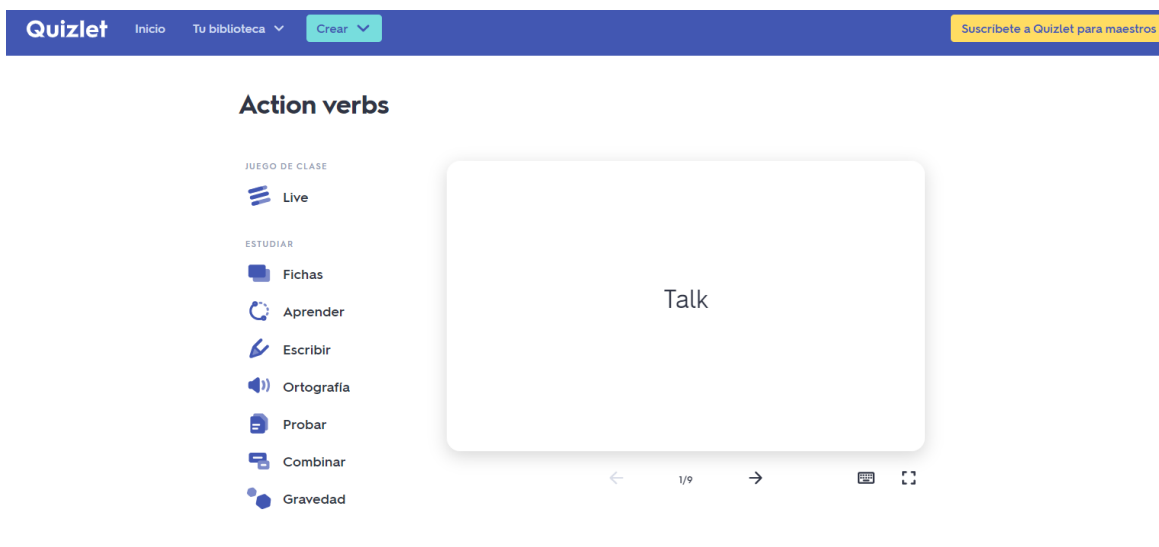 Quizlet Inicio Tu biblioteca Crear Suscríbete a Quizlet para maestros
Action verbs
JUEGO DE CLASE
Live
ESTUDIAR
Fichas
Aprender
Escribir
Ortografía
Probar
Combinar
Gravedad
Talk
1/9